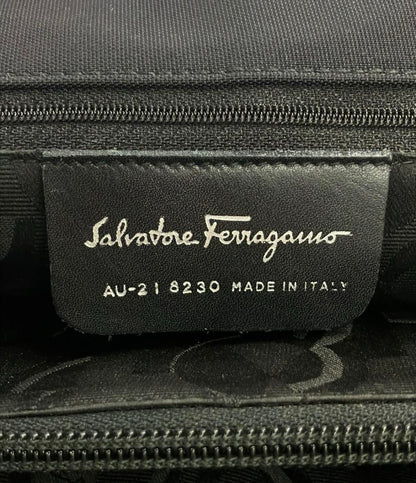 Salvatore Ferragamo
AU-21 8230 MADE IN ITALY